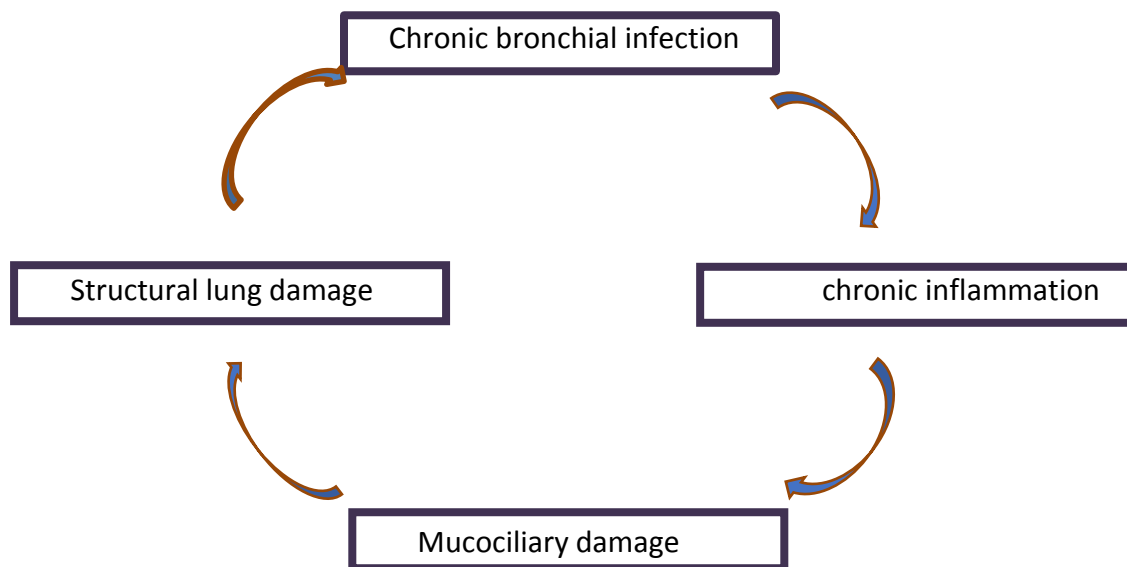 Chronic bronchial infection
Structural lung damage
chronic inflammation
Mucociliary damage